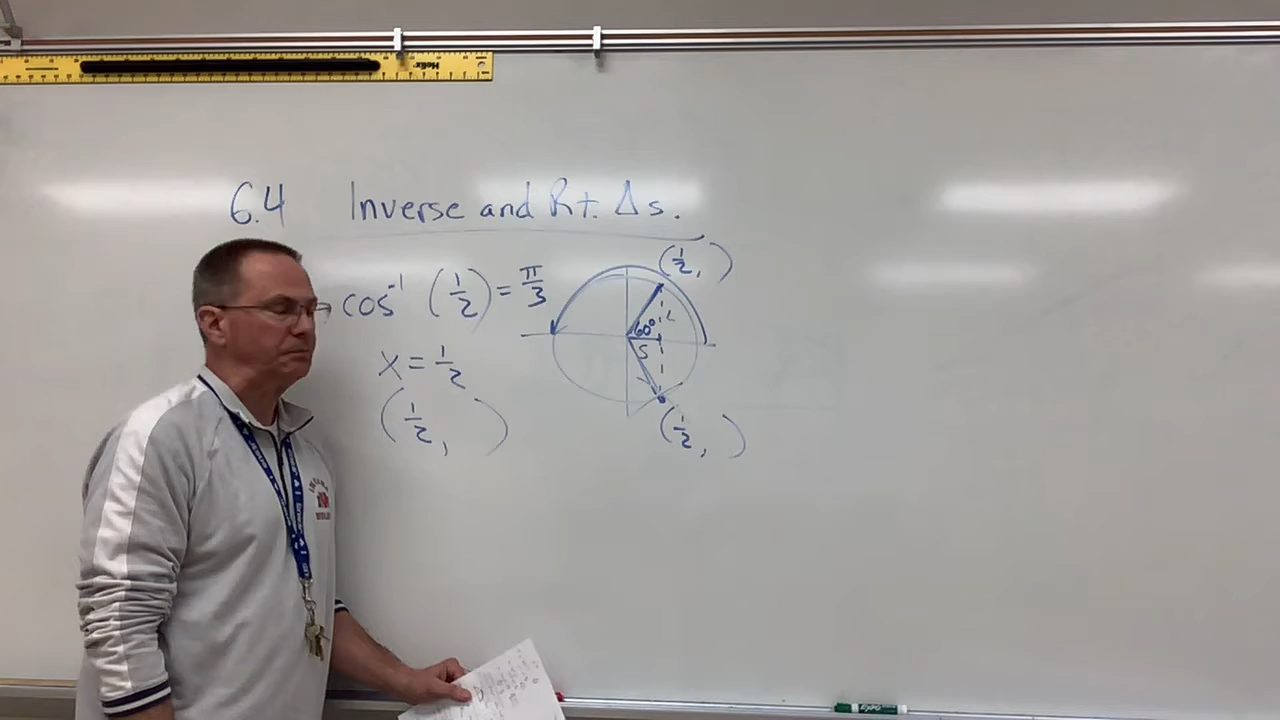 6.4 Inverse and Rt. Δs.
cos⁻¹ (1/2) = π/3
x = 1/2
(1/2, )
(1/2, )
60°
L
S
(1/2, )